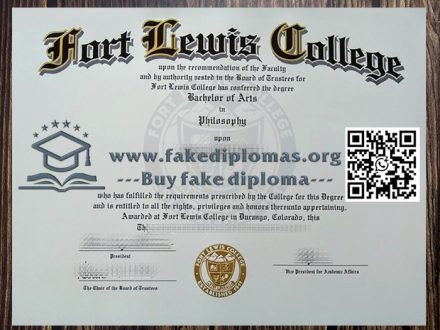 Fort Lewis College
upon the recommendation of the Faculty
and by authority vested in the Board of Trustees for
Fort Lewis College has conferred the degree
Bachelor of Arts
in
Philosophy
upon
www.fakediplomas.org
---Buy fake diploma---
who has fulfilled the requirements prescribed by the College for this Degree
and is entitled to all the rights, privileges and honors thereunto appertaining.
Awarded at Fort Lewis College in Durango, Colorado, this
President
The Chair of the Board of Trustees
FORT LEWIS COLLEGE
Vice President for Academic Affairs